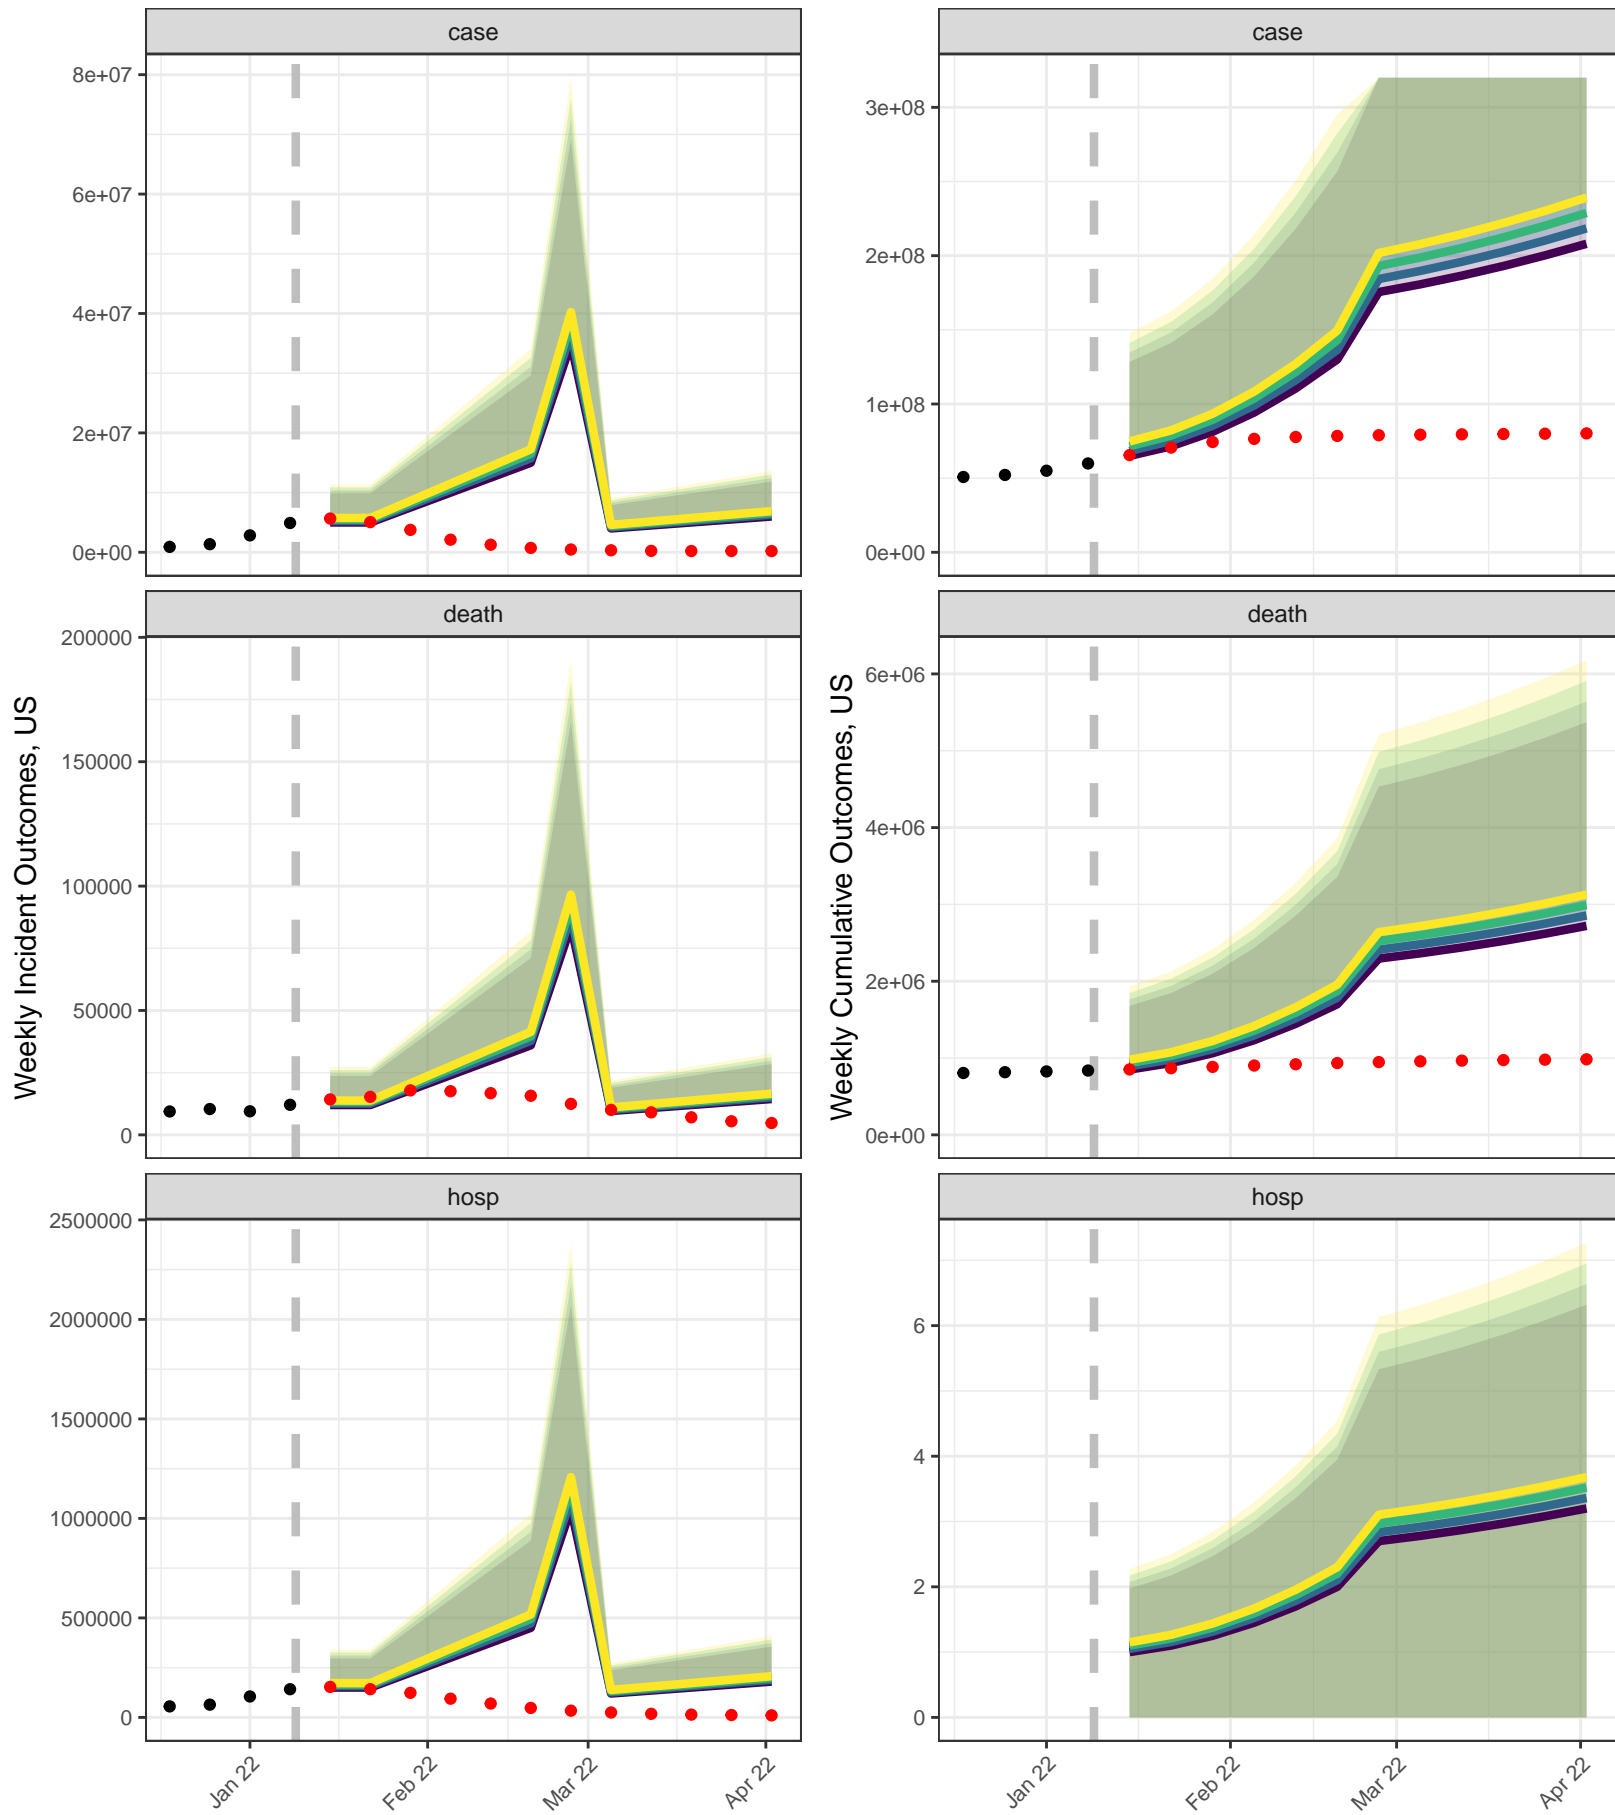 case
8e+07
6e+07
4e+07
2e+07
0e+00
case
3e+08
2e+08
1e+08
0e+00
death
200000
150000
100000
50000
0
death
6e+06
4e+06
2e+06
0e+00
Weekly Incident Outcomes, US
Weekly Cumulative Outcomes, US
hosp
2500000
2000000
1500000
1000000
500000
0
hosp
6
4
2
0
Jan 22
Feb 22
Mar 22
Apr 22
Jan 22
Feb 22
Mar 22
Apr 22